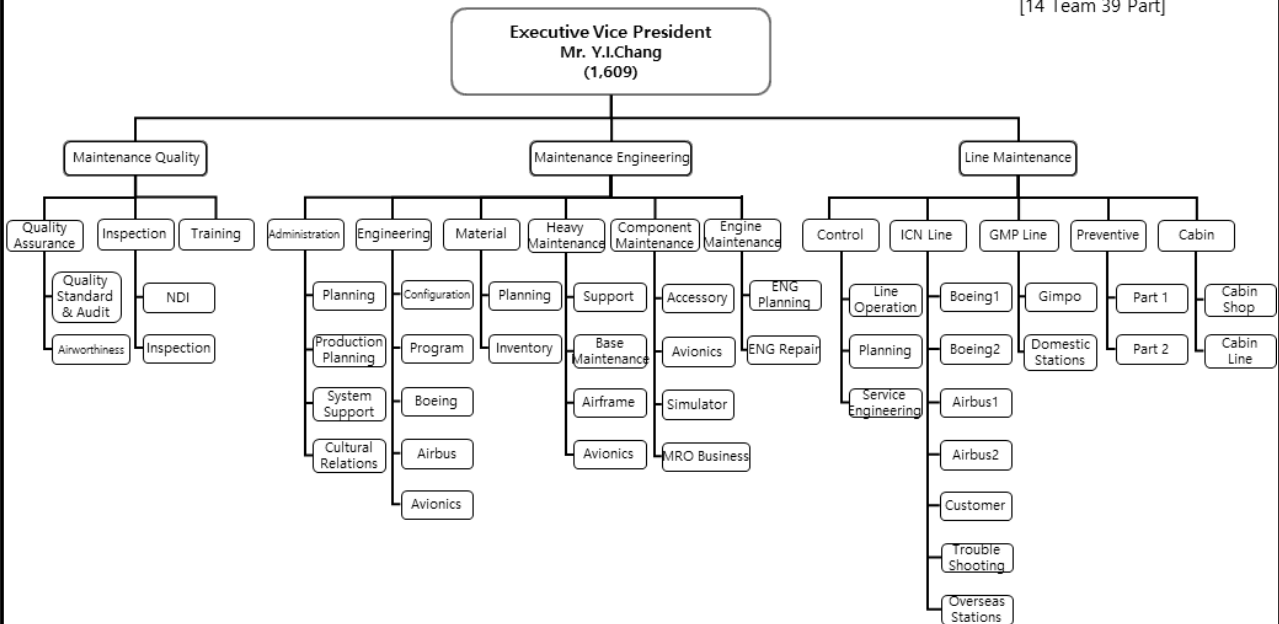 [14 Team 39 Part]
Executive Vice President
Mr. Y.I.Chang
(1,609)
Maintenance Quality
Maintenance Engineering
Line Maintenance
Quality
Assurance
Inspection
Training
Administration
Engineering
Material
Heavy
Maintenance
Component
Maintenance
Engine
Maintenance
Control
ICN Line
GMP Line
Preventive
Cabin
Quality
Standard
& Audit
Airworthiness
NDI
Inspection
Planning
Production
Planning
System
Support
Cultural
Relations
Configuration
Program
Boeing
Airbus
Avionics
Planning
Inventory
Support
Base
Maintenance
Airframe
Avionics
Accessory
Avionics
Simulator
MRO Business
ENG
Planning
ENG Repair
Line
Operation
Planning
Service
Engineering
Boeing1
Boeing2
Airbus1
Airbus2
Customer
Trouble
Shooting
Overseas
Stations
Gimpo
Domestic
Stations
Part 1
Part 2
Cabin
Shop
Cabin
Line